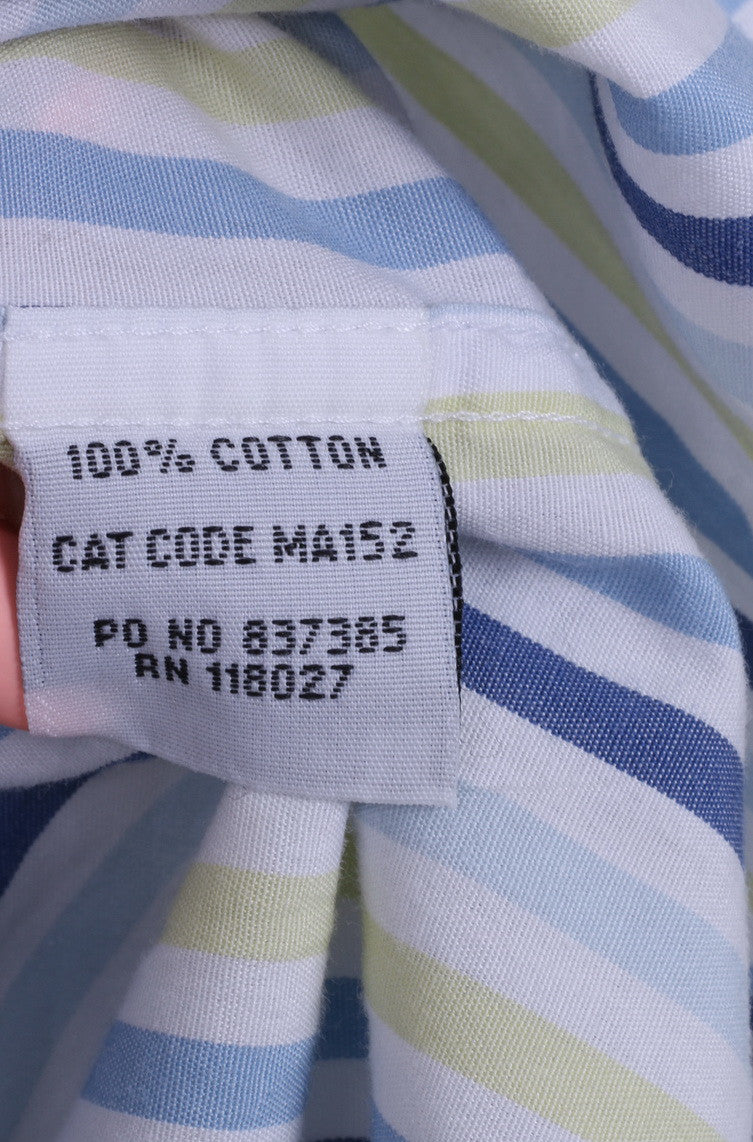 100% COTTON
CAT CODE MA152
PO NO 837385
RN 118027